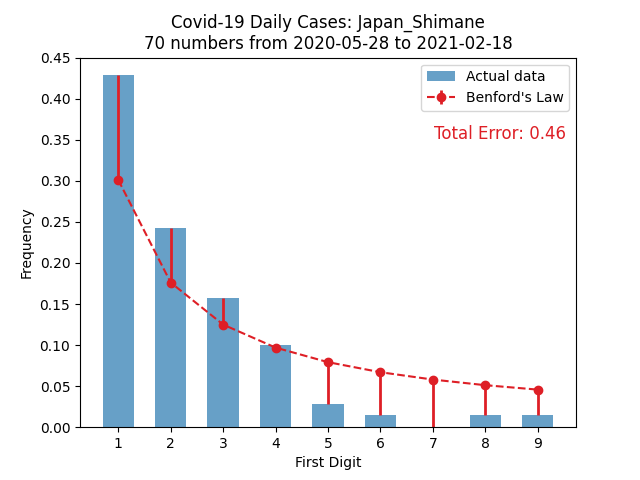 Covid-19 Daily Cases: Japan_Shimane
70 numbers from 2020-05-28 to 2021-02-18
Actual data
Benford's Law
Total Error: 0.46
Frequency
0.45
0.40
0.35
0.30
0.25
0.20
0.15
0.10
0.05
0.00
1 2 3 4 5 6 7 8 9
First Digit